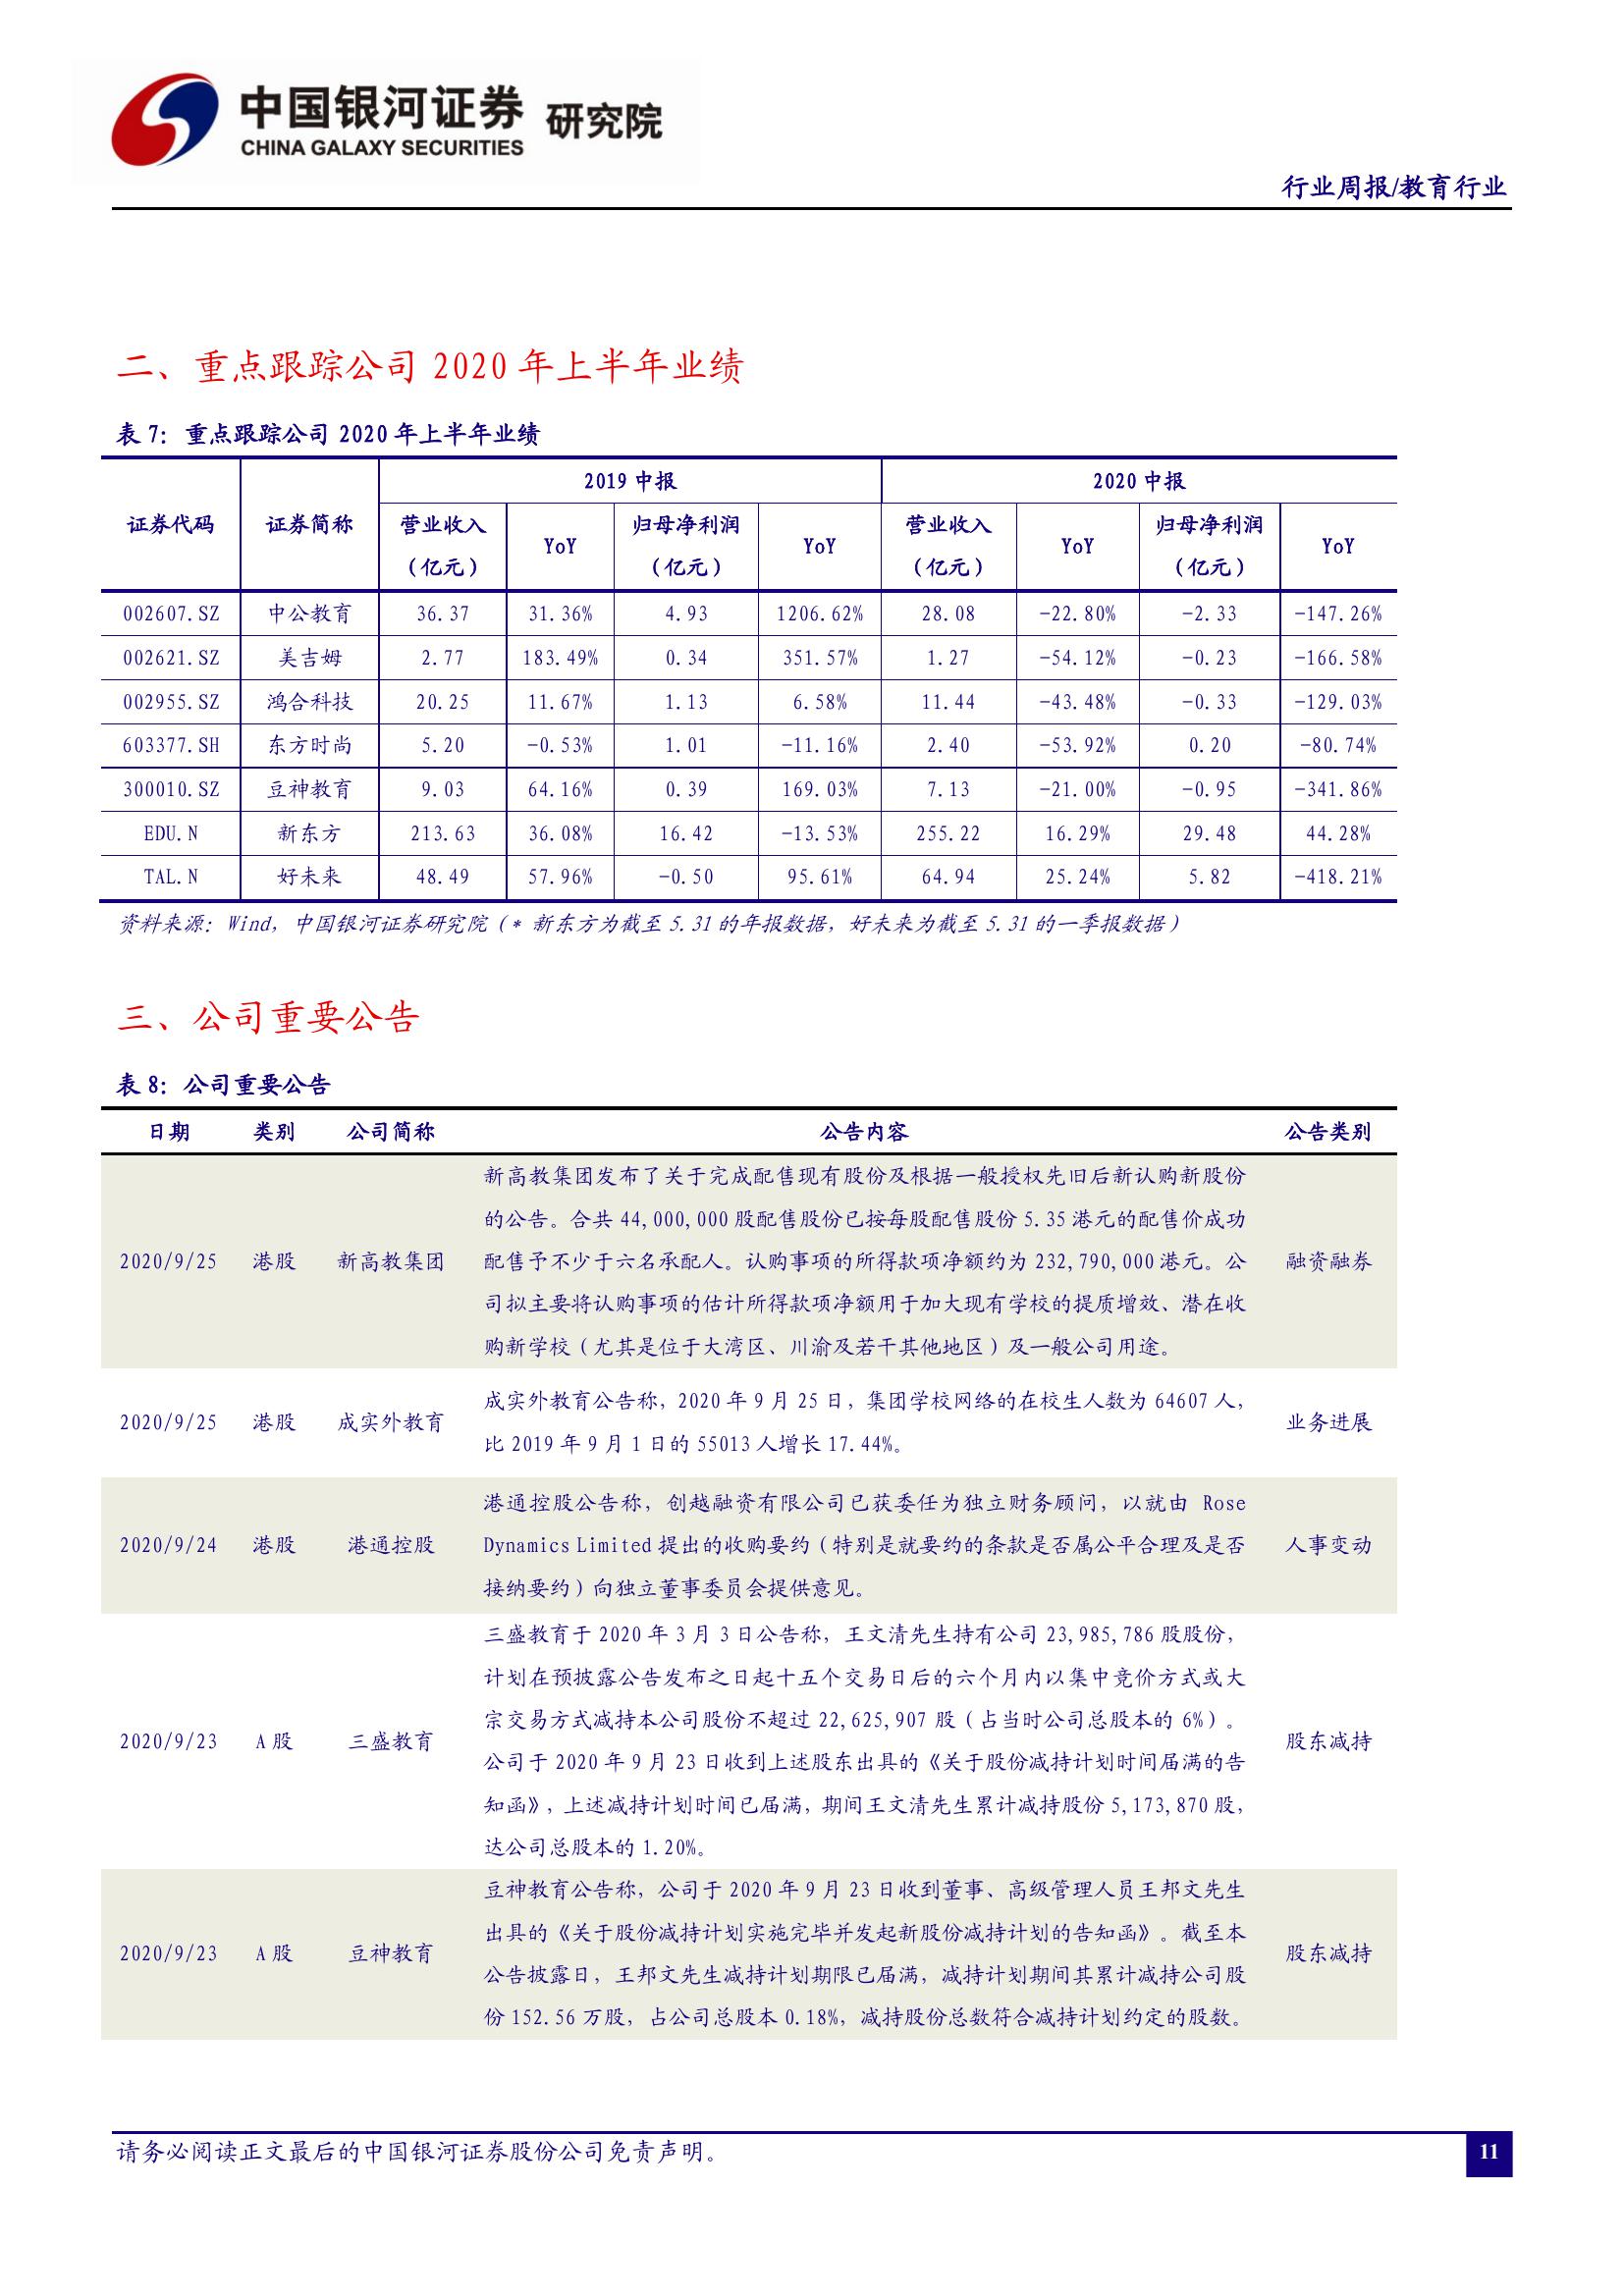 中国银河证券 研究院
CHINA GALAXY SECURITIES
行业周报/教育行业
二、重点跟踪公司 2020 年上半年业绩
表 7：重点跟踪公司 2020 年上半年业绩
证券代码 证券简称 2019 中报 2020 中报
营业收入（亿元） YoY 归母净利润（亿元） YoY 营业收入（亿元） YoY 归母净利润（亿元） YoY
002607.SZ 中公教育 36.37 31.36% 4.93 1206.62% 28.08 -22.80% -2.33 -147.26%
002621.SZ 美吉姆 2.77 183.49% 0.34 351.57% 1.27 -54.12% -0.23 -166.58%
002955.SZ 鸿合科技 20.25 11.67% 1.13 6.58% 11.44 -43.48% -0.33 -129.03%
603377.SH 东方时尚 5.20 -0.53% 1.01 -11.16% 2.40 -53.92% 0.20 -80.74%
300010.SZ 豆神教育 9.03 64.16% 0.39 169.03% 7.13 -21.00% -0.95 -341.86%
EDU.N 新东方 213.63 36.08% 16.42 -13.53% 255.22 16.29% 29.48 44.28%
TAL.N 好未来 48.49 57.96% -0.50 95.61% 64.94 25.24% 5.82 -418.21%
资料来源：Wind，中国银河证券研究院（* 新东方为截至 5.31 的年报数据，好未来为截至 5.31 的一季报数据）
三、公司重要公告
表 8：公司重要公告
日期 类别 公司简称 公告内容 公告类别
新高教集团发布了关于完成配售现有股份及根据一般授权先旧后新认购新股份
的公告。合共 44,000,000 股配售股份已按每股配售股份 5.35 港元的配售价成功
2020/9/25 港股 新高教集团 配售予不少于六名承配人。认购事项的所得款项净额约为 232,790,000 港元。公 融资融券
司拟主要将认购事项的估计所得款项净额用于加大现有学校的提质增效、潜在收
购新学校（尤其是位于大湾区、川渝及若干其他地区）及一般公司用途。
成实外教育公告称，2020 年 9 月 25 日，集团学校网络的在校生人数为 64607 人，
2020/9/25 港股 成实外教育 业务进展
比 2019 年 9 月 1 日的 55013 人增长 17.44%。
港通控股公告称，创越融资有限公司已获委任为独立财务顾问，以就由 Rose
2020/9/24 港股 港通控股 Dynamics Limited 提出的收购要约（特别是就要约的条款是否属公平合理及是否 人事变动
接纳要约）向独立董事委员会提供意见。
三盛教育于 2020 年 3 月 3 日公告称，王文清先生持有公司 23,985,786 股股份，
计划在预披露公告发布之日起十五个交易日后的六个月内以集中竞价方式或大
宗交易方式减持本公司股份不超过 22,625,907 股（占当时公司总股本的 6%）。
2020/9/23 A 股 三盛教育 股东减持
公司于 2020 年 9 月 23 日收到上述股东出具的《关于股份减持计划时间届满的告
知函》，上述减持计划时间已届满，期间王文清先生累计减持股份 5,173,870 股，
达公司总股本的 1.20%。
豆神教育公告称，公司于 2020 年 9 月 23 日收到董事、高级管理人员王邦文先生
出具的《关于股份减持计划实施完毕并发起新股份减持计划的告知函》。截至本
2020/9/23 A 股 豆神教育 股东减持
公告披露日，王邦文先生减持计划期限已届满，减持计划期间其累计减持公司股
份 152.56 万股，占公司总股本 0.18%，减持股份总数符合减持计划约定的股数。
请务必阅读正文最后的中国银河证券股份公司免责声明。
11